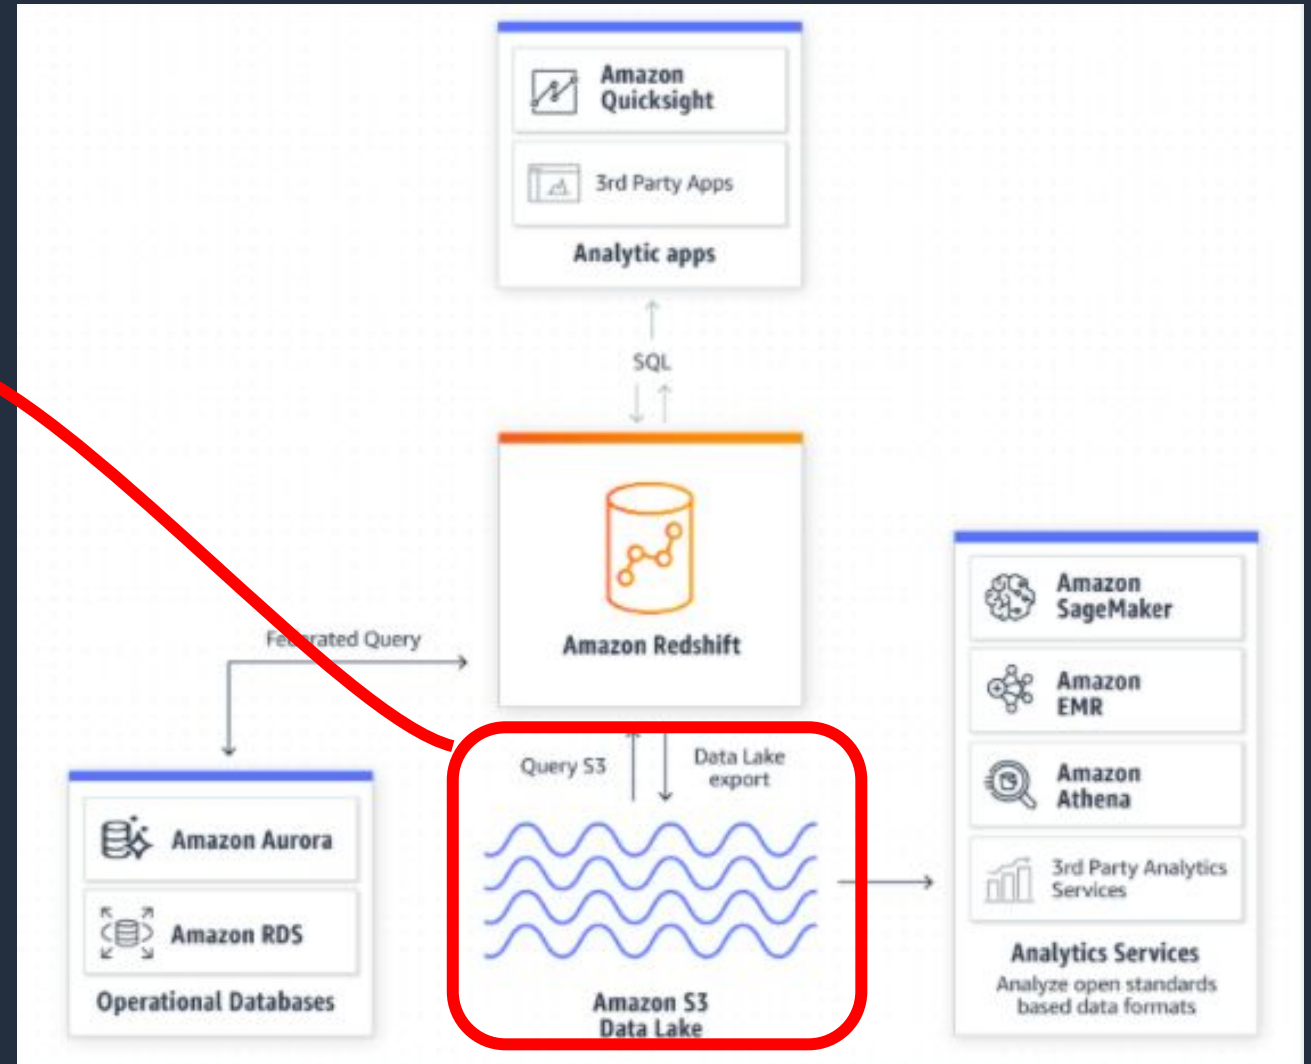 Amazon
Quicksight
3rd Party Apps
Analytic apps
SQL
Amazon Redshift
Federated Query
Query S3
Data Lake
export
Amazon Aurora
Amazon RDS
Operational Databases
Amazon S3
Data Lake
Amazon
SageMaker
Amazon
EMR
Amazon
Athena
3rd Party Analytics
Services
Analytics Services
Analyze open standards
based data formats